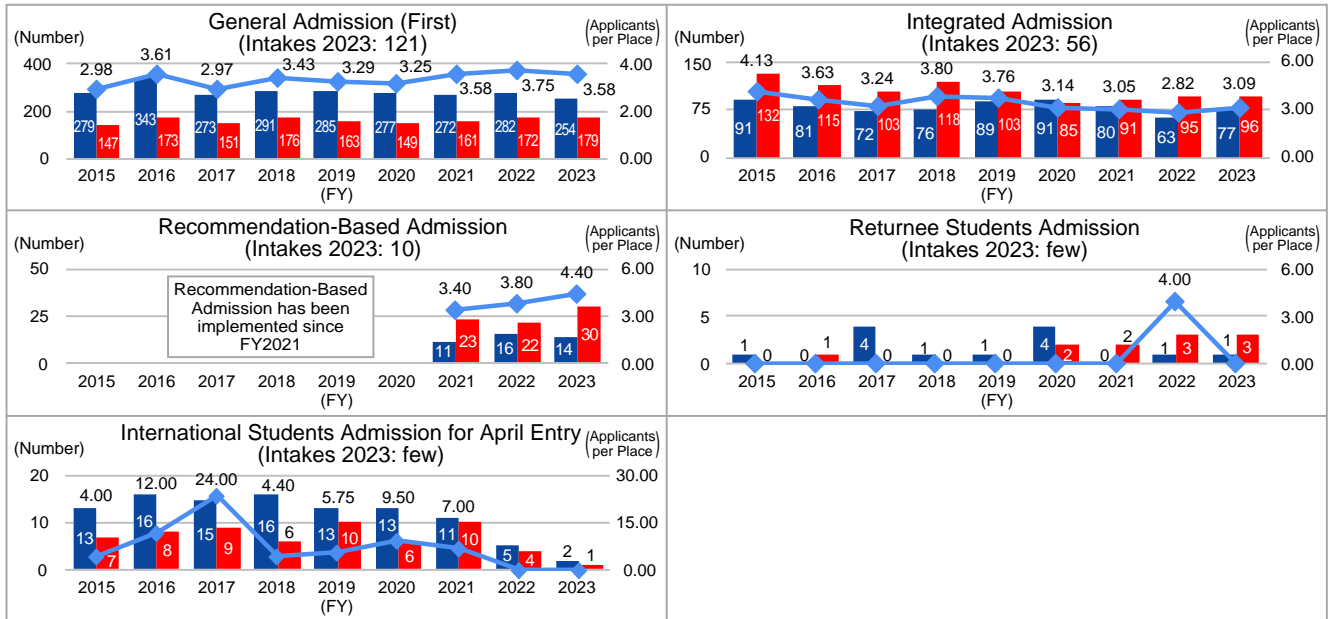 General Admission (First)
(Intakes 2023: 121)
(Number)
(Applicants per Place)
2.98 3.61 2.97 3.43 3.29 3.25 3.58 3.75 3.58
400 4.00
200 2.00
0 0.00
279 147 343 173 273 151 291 176 285 163 277 149 272 161 282 172 254 179
2015 2016 2017 2018 2019 2020 2021 2022 2023
(FY)
Integrated Admission
(Intakes 2023: 56)
(Number)
(Applicants per Place)
4.13 3.63 3.24 3.80 3.76 3.14 3.05 2.82 3.09
150 6.00
75 3.00
0 0.00
91 132 81 115 72 103 76 118 89 103 91 85 80 91 63 95 77 96
2015 2016 2017 2018 2019 2020 2021 2022 2023
(FY)
Recommendation-Based Admission
(Intakes 2023: 10)
(Number)
(Applicants per Place)
50 6.00
25 3.00
0 0.00
Recommendation-Based
Admission has been
implemented since
FY2021
3.40 3.80 4.40
11 23 16 22 14 30
2015 2016 2017 2018 2019 2020 2021 2022 2023
(FY)
Returnee Students Admission
(Intakes 2023: few)
(Number)
(Applicants per Place)
10 6.00
5 3.00
0 0.00
4.00
1 0 0 1 4 0 1 0 1 0 4 2 0 2 1 3 1 3
2015 2016 2017 2018 2019 2020 2021 2022 2023
(FY)
International Students Admission for April Entry
(Intakes 2023: few)
(Number)
(Applicants per Place)
4.00 12.00 24.00 4.40 5.75 9.50 7.00
20 30.00
10 15.00
0 0.00
13 7 16 8 15 9 16 6 13 10 13 6 11 10 5 4 2 1
2015 2016 2017 2018 2019 2020 2021 2022 2023
(FY)